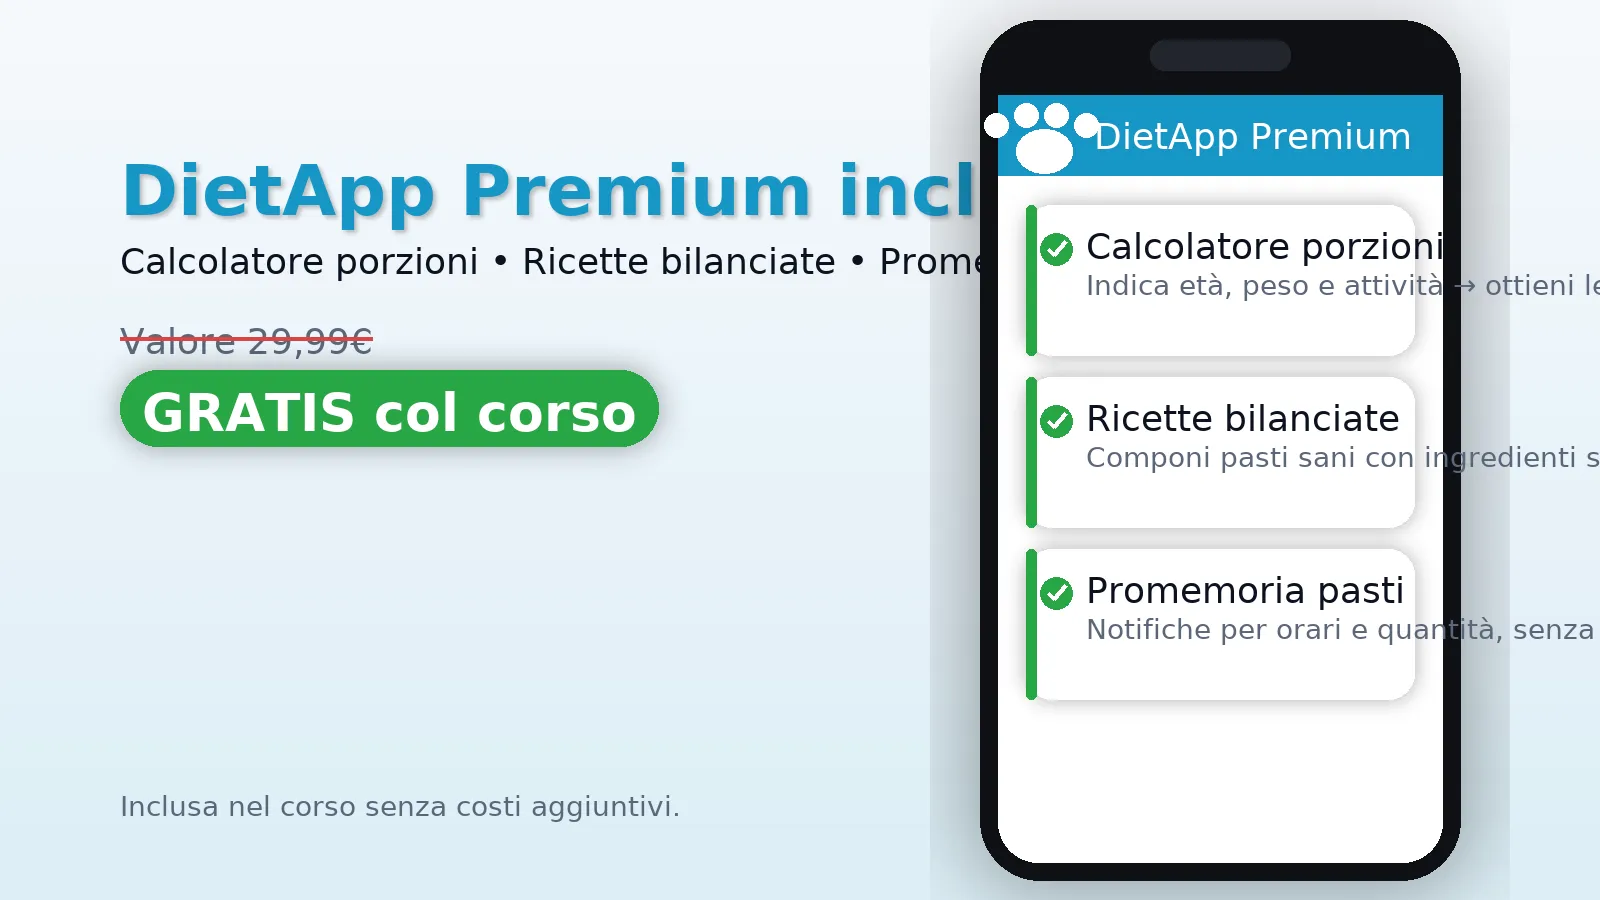 DietApp Premium incl
Calcolatore porzioni • Ricette bilanciate • Prome
Valore 29,99€
GRATIS col corso
Inclusa nel corso senza costi aggiuntivi.
DietApp Premium
Calcolatore porzioni
Indica età, peso e attività → ottieni le
Ricette bilanciate
Componi pasti sani con ingredienti s
Promemoria pasti
Notifiche per orari e quantità, senza